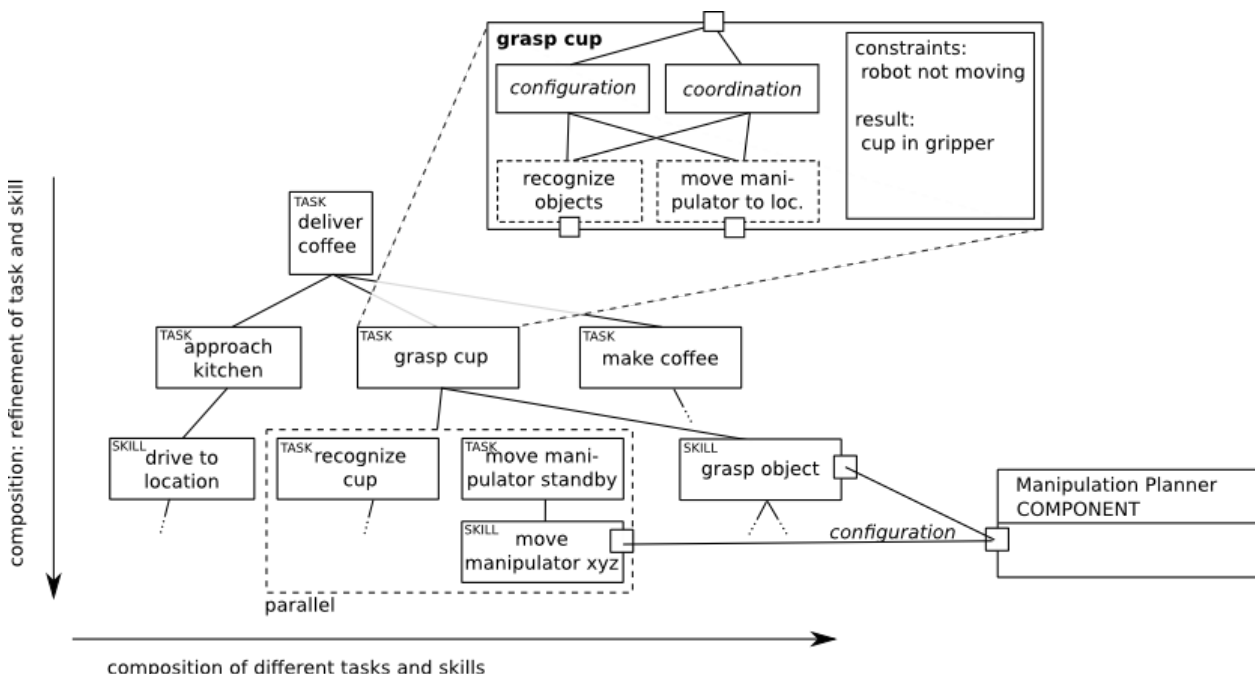 grasp cup
configuration
coordination
recognize
objects
move mani-
pulator to loc.
constraints:
robot not moving
result:
cup in gripper
composition: refinement of task and skill
TASK
deliver
coffee
TASK
approach
kitchen
TASK
grasp cup
TASK
make coffee
SKILL
drive to
location
TASK
recognize
cup
TASK
move mani-
pulator standby
SKILL
grasp object
SKILL
move
manipulator xyz
parallel
configuration
Manipulation Planner
COMPONENT
composition of different tasks and skills